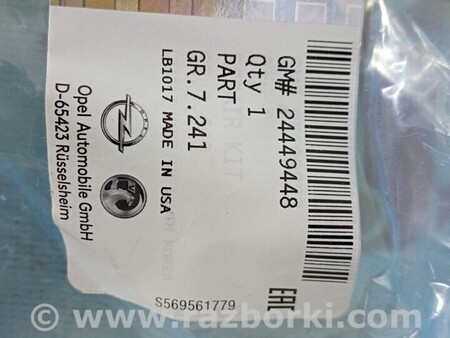 GM# 24449448
Qty 1
PART
GR.7.241
LB1017 MADE IN USA
Opel Automobile GmbH
D-65423 Rüsselsheim
S569561779
EAC
© www.razborki.com